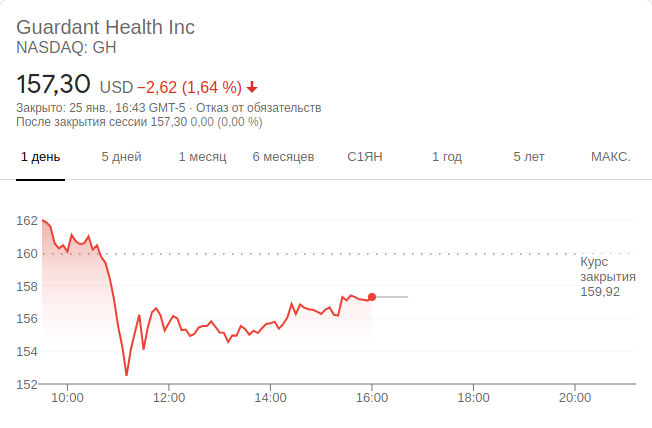 Guardant Health Inc
NASDAQ: GH
157,30 USD −2,62 (1,64 %)
Закрыто: 25 янв., 16:43 GMT-5 · Отказ от обязательств
После закрытия сессии 157,30 0,00 (0,00 %)
1 день 5 дней 1 месяц 6 месяцев С1ЯН 1 год 5 лет МАКС.
162
160
158
156
154
152
Курс
закрытия
159,92
10:00 12:00 14:00 16:00 18:00 20:00